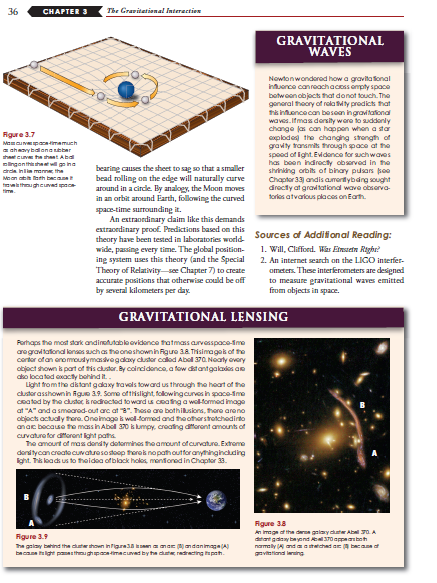 36 CHAPTER 3 The Gravitational Interaction
Figure 3.7
Mass curves space-time much
as a heavy ball on a rubber
sheet curves the sheet. A ball
rolling on this sheet will go in a
circle. In like manner, the
Moon orbits Earth because it
travels through curved space-
time.
bearing causes the sheet to sag so that a smaller
bead rolling on the edge will naturally curve
around in a circle. By analogy, the Moon moves
in an orbit around Earth, following the curved
space-time surrounding it.
An extraordinary claim like this demands
extraordinary proof. Predictions based on this
theory have been tested in laboratories world-
wide, passing every time. The global position-
ing system uses this theory (and the Special
Theory of Relativity—see Chapter 7) to create
accurate positions that otherwise could be off
by several kilometers per day.
GRAVITATIONAL
WAVES
Newton wondered how a gravitational
influence can reach across empty space
between objects that do not touch. The
general theory of relativity predicts that
this influence can be seen in gravitational
waves. If mass density were to suddenly
change (as can happen when a star
explodes) the changing strength of
gravity transmits through space at the
speed of light. Evidence for such waves
has been indirectly observed in the
shrinking orbits of binary pulsars (see
Chapter 33) and is currently being sought
directly at gravitational wave observa-
tories at various places on Earth.
Sources of Additional Reading:
1. Will, Clifford. Was Einstein Right?
2. An internet search on the LIGO interfer-
ometers. These interferometers are designed
to measure gravitational waves emitted
from objects in space.
GRAVITATIONAL LENSING
Perhaps the most stark and irrefutable evidence that mass curves space-time
are gravitational lenses such as the one shown in Figure 3.8. This image is of the
center of an enormously massive galaxy cluster called Abell 370. Nearly every
object shown is part of this cluster. By coincidence, a few distant galaxies are
also located exactly behind it. .
Light from the distant galaxy travels toward us through the heart of the
cluster as shown in Figure 3.9. Some of this light, following curves in space-time
created by the cluster, is redirected toward us creating a well-formed image
at "A" and a smeared-out arc at "B". These are both illusions, there are no
objects actually there. One image is well-formed and the other stretched into
an arc because the mass in Abell 370 is lumpy, creating different amounts of
curvature for different light paths.
The amount of mass density determines the amount of curvature. Extreme
density can create curvature so steep there is no path out for anything including
light. This leads us to the idea of black holes, mentioned in Chapter 33.
B
A
Figure 3.9
The galaxy behind the cluster shown in Figure 3.8 is seen as an arc (B) and an image (A)
because its light passes through space-time curved by the cluster, redirecting its path.
B
A
Figure 3.8
An image of the dense galaxy cluster Abell 370. A
distant galaxy beyond Abell 370 appears both
normally (A) and as a stretched arc (B) because of
gravitational lensing.